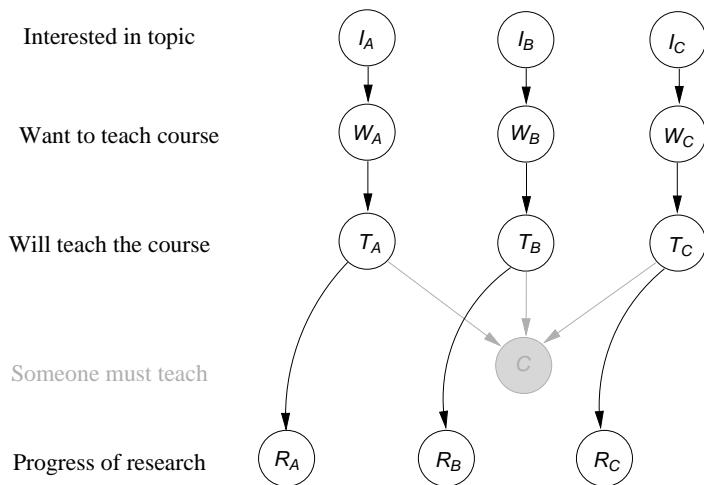 Interested in topic I_A I_B I_C
Want to teach course W_A W_B W_C
Will teach the course T_A T_B T_C
Someone must teach C
Progress of research R_A R_B R_C